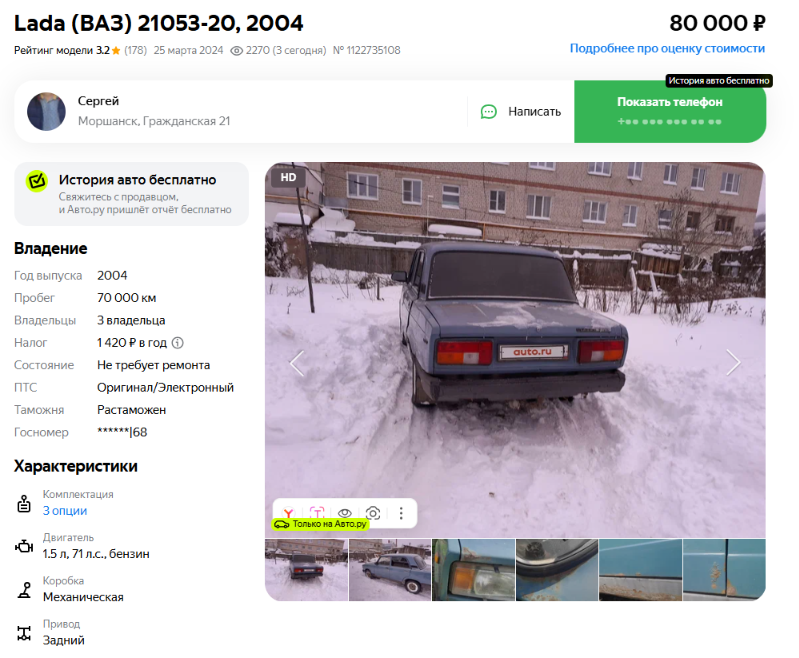 Lada (ВАЗ) 21053-20, 2004
80 000 ₽
Рейтинг модели 3.2 ★ (178) 25 марта 2024 2270 (3 сегодня) № 1122735108
Подробнее про оценку стоимости
История авто бесплатно
Сергей
Моршанск, Гражданская 21
Написать
Показать телефон
+•• ••• ••• •• ••
История авто бесплатно
Свяжитесь с продавцом,
и Авто.ру пришлёт отчёт бесплатно
HD
Владение
Год выпуска 2004
Пробег 70 000 км
Владельцы 3 владельца
Налог 1 420 ₽ в год
Состояние Не требует ремонта
ПТС Оригинал/Электронный
Таможня Растаможен
Госномер ******|68
auto.ru
Характеристики
Комплектация
3 опции
Двигатель
1.5 л, 71 л.с., бензин
Коробка
Механическая
Привод
Задний
Только на Авто.ру